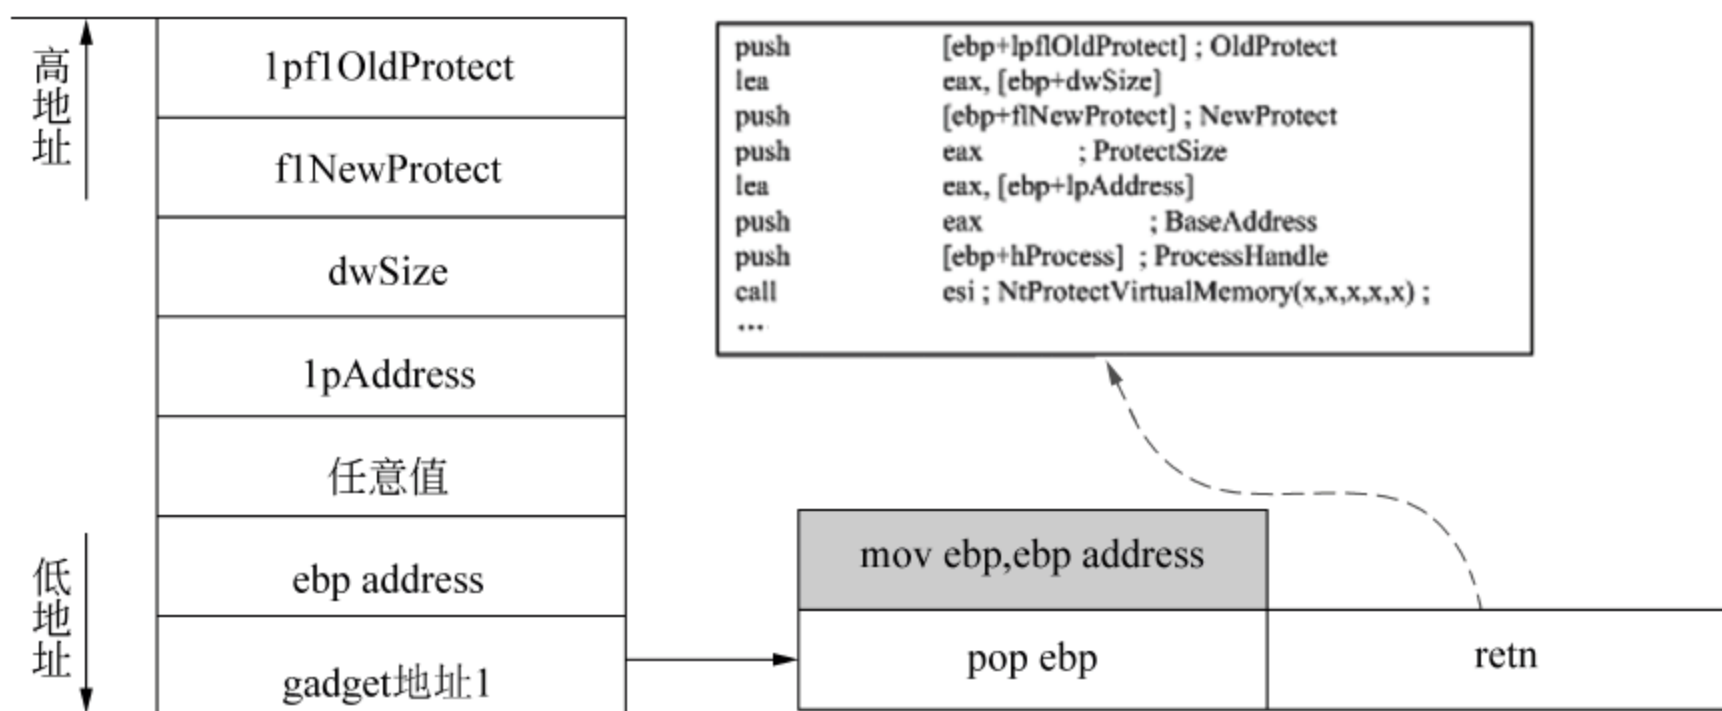 高地址
1pf1OldProtect
f1NewProtect
dwSize
1pAddress
任意值
ebp address
gadget地址1
低地址
push [ebp+lpflOldProtect] ; OldProtect
lea eax, [ebp+dwSize]
push [ebp+flNewProtect] ; NewProtect
push eax ; ProtectSize
lea eax, [ebp+lpAddress]
push eax ; BaseAddress
push [ebp+hProcess] ; ProcessHandle
call esi ; NtProtectVirtualMemory(x,x,x,x,x) ;
...
mov ebp,ebp address
pop ebp
retn